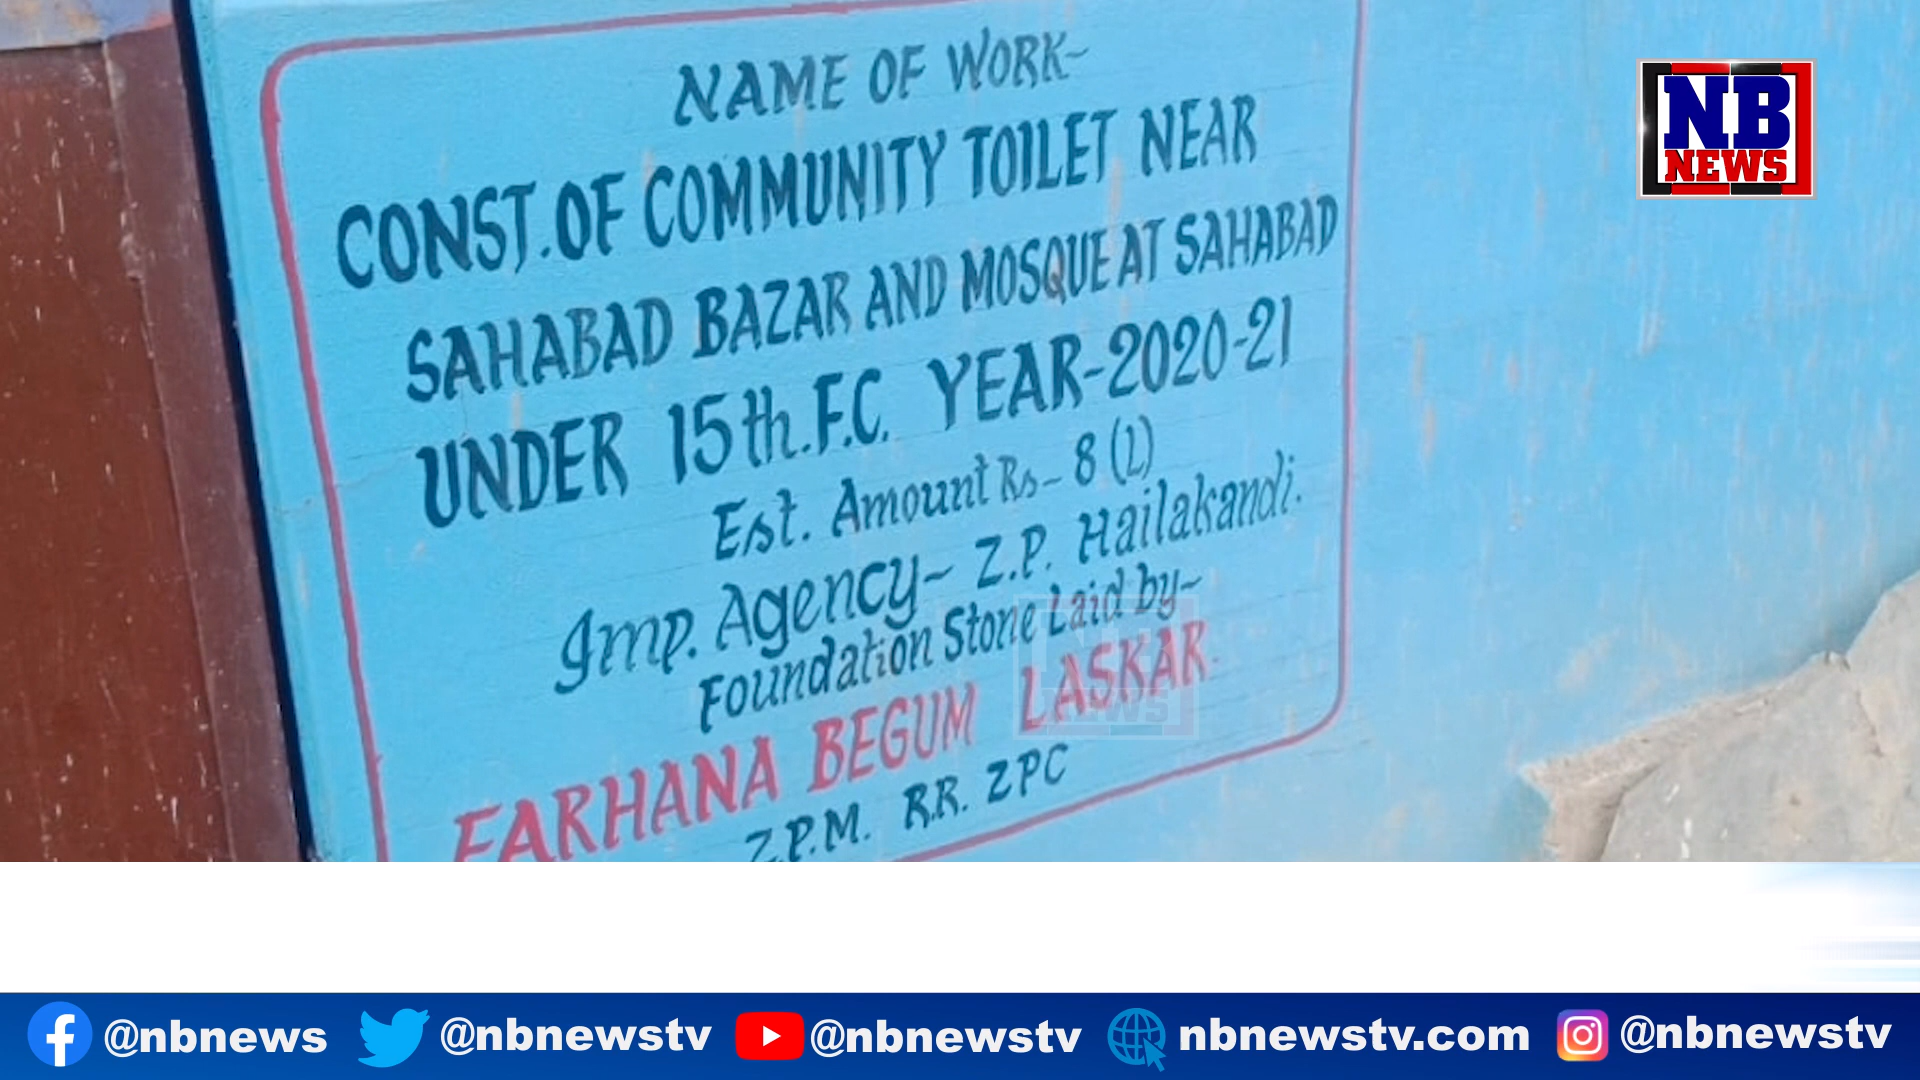 NAME OF WORK-
CONST. OF COMMUNITY TOILET NEAR
SAHABAD BAZAR AND MOSQUE AT SAHABAD
UNDER 15th. F.C. YEAR-2020-21
Est. Amount Rs- 8 (L)
Imp. Agency- Z.P. Hailakandi.
Foundation Stone Laid by-
FARHANA BEGUM LASKAR.
Z.P.M. R.R. ZPC
NB
NEWS
NB
NEWS
@nbnews @nbnewstv @nbnewstv nbnewstv.com @nbnewstv